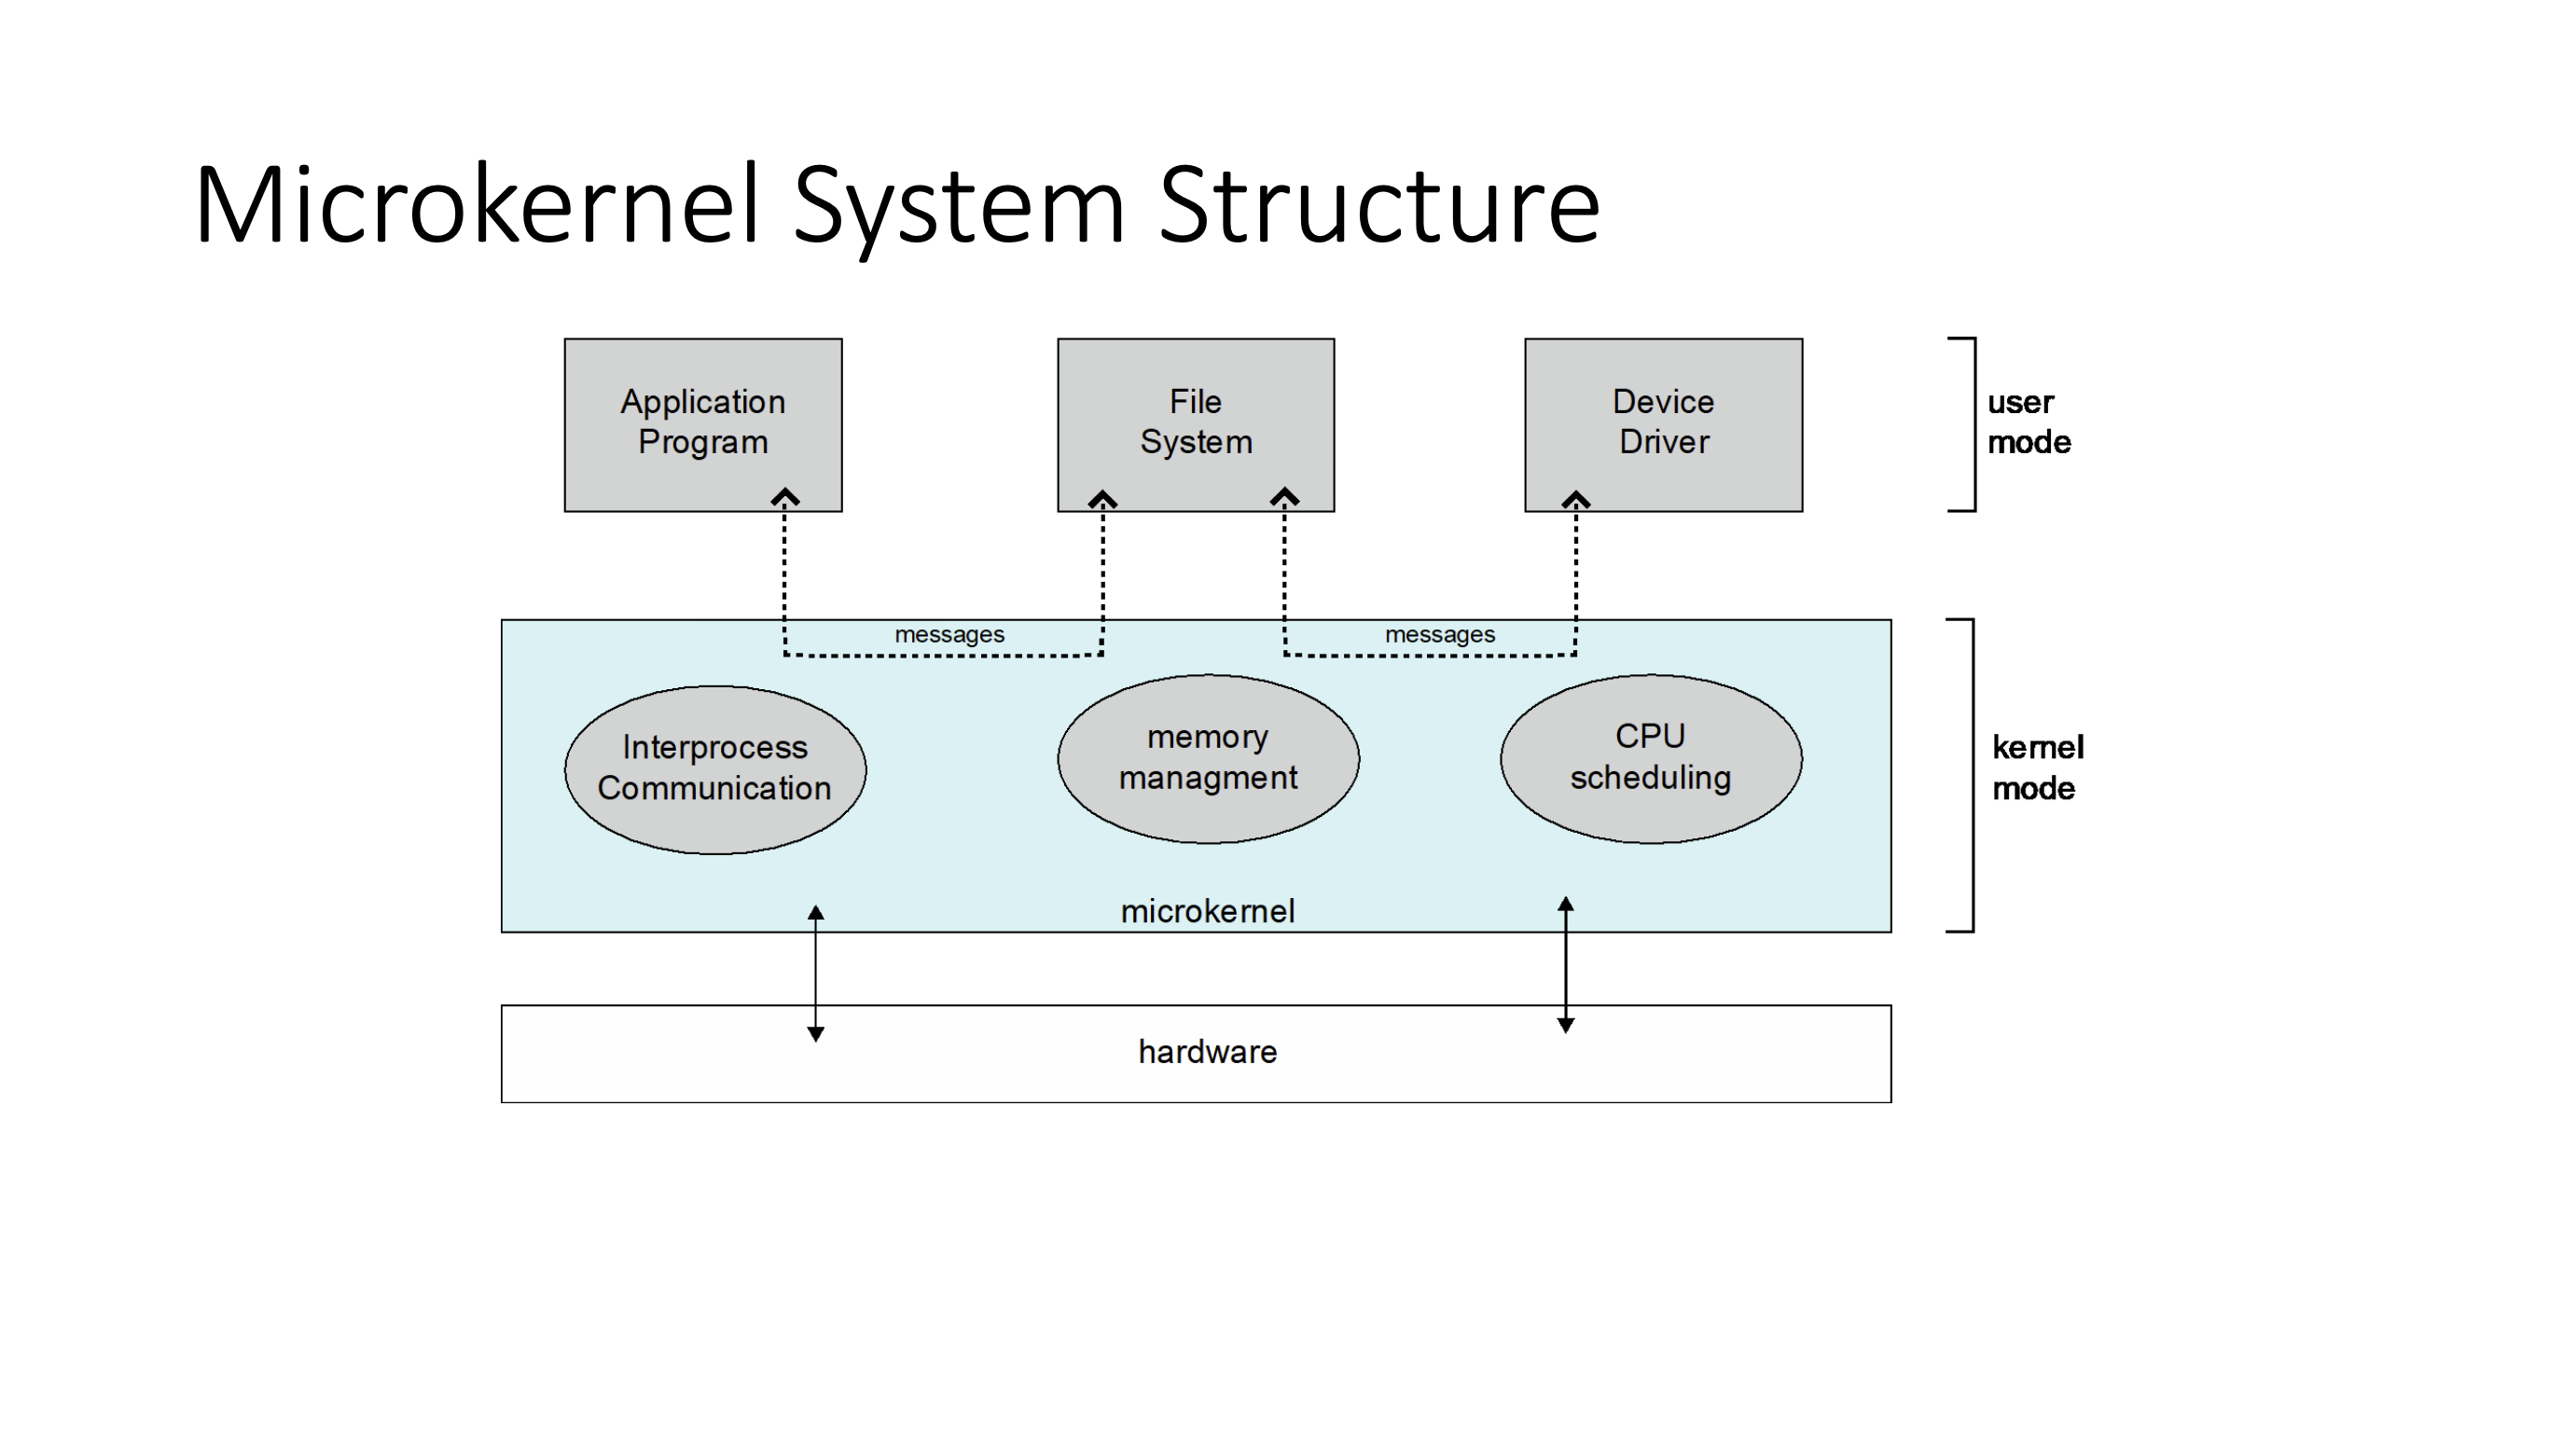 Microkernel System Structure
Application
Program
File
System
Device
Driver
user
mode
messages
messages
Interprocess
Communication
memory
managment
CPU
scheduling
kernel
mode
microkernel
hardware